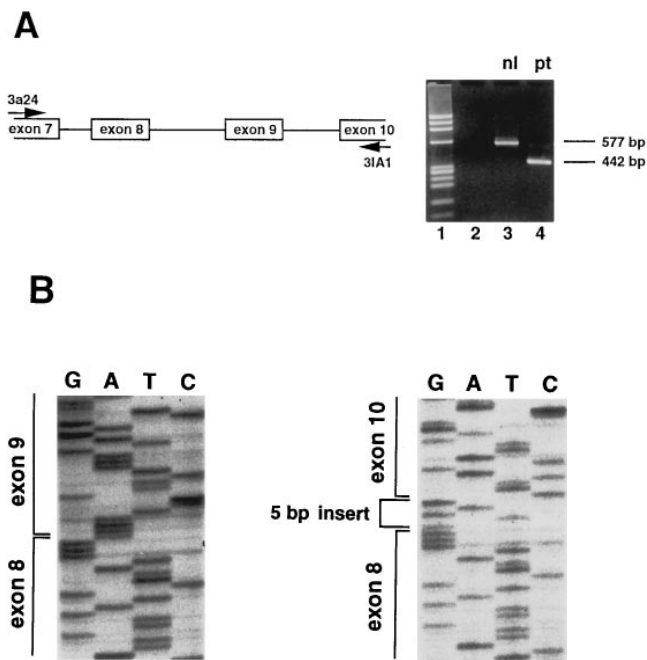 A
nl pt
3a24
exon 7 exon 8 exon 9 exon 10
3IA1
577 bp
442 bp
1 2 3 4
B
G A T C
exon 9
exon 8
G A T C
exon 10
5 bp insert
exon 8